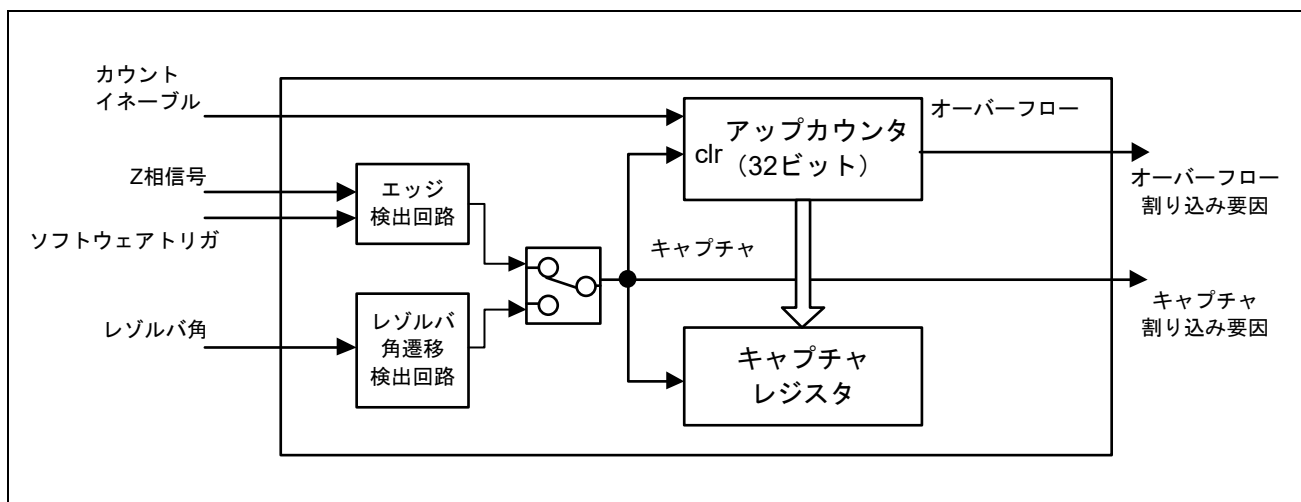 カウント
イネーブル
Z相信号
ソフトウェアトリガ
レゾルバ角
エッジ
検出回路
レゾルバ
角遷移
検出回路
clr
アップカウンタ
（32ビット）
キャプチャ
キャプチャ
レジスタ
オーバーフロー
オーバーフロー
割り込み要因
キャプチャ
割り込み要因